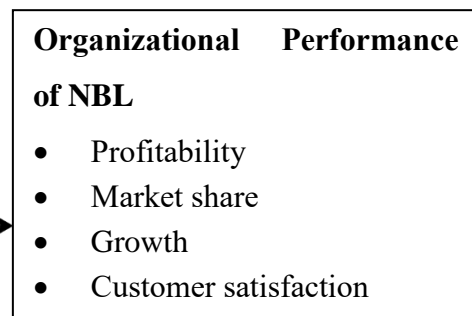 Organizational Performance
of NBL
• Profitability
• Market share
• Growth
• Customer satisfaction